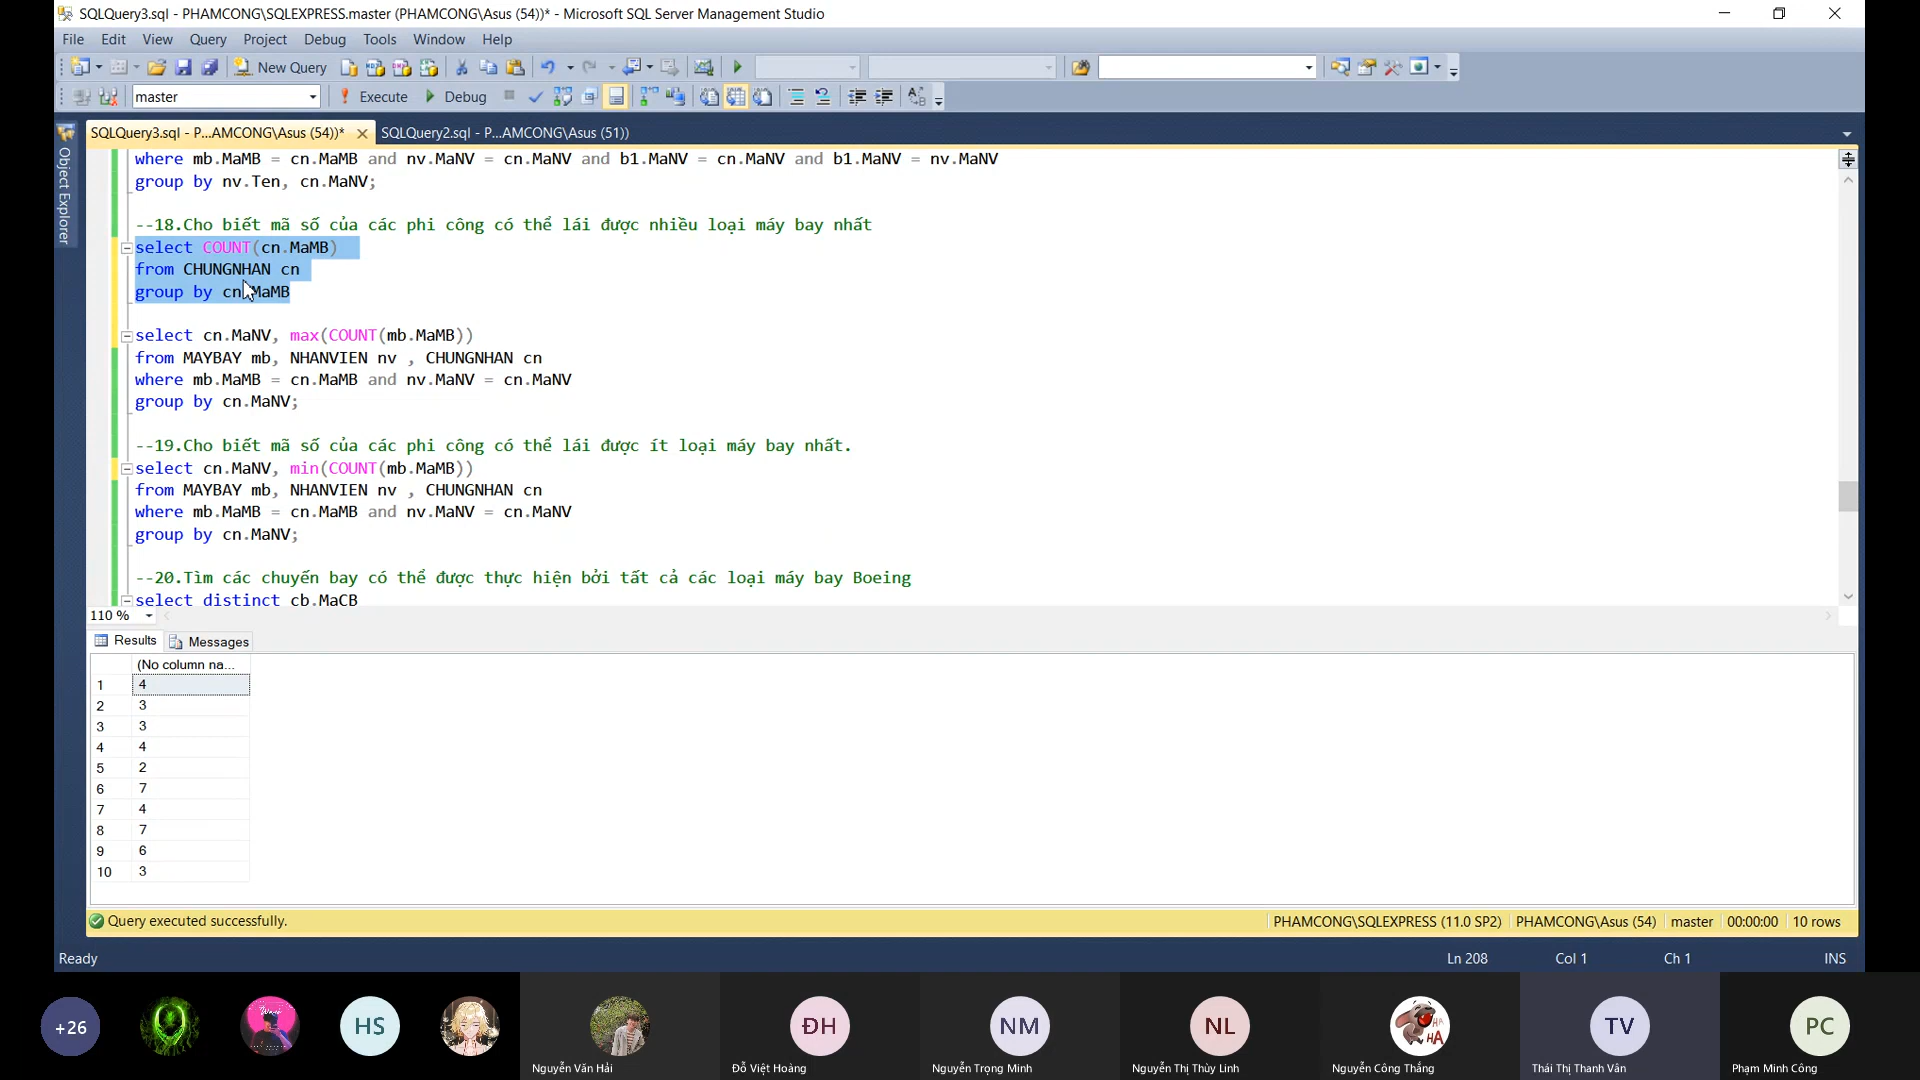 SQLQuery3.sql - PHAMCONG\SQLEXPRESS.master (PHAMCONG\Asus (54))* - Microsoft SQL Server Management Studio
File Edit View Query Project Debug Tools Window Help
New Query
master Execute Debug
SQLQuery3.sql - P...AMCONG\Asus (54))* SQLQuery2.sql - P...AMCONG\Asus (51))
Object Explorer
where mb.MaMB = cn.MaMB and nv.MaNV = cn.MaNV and b1.MaNV = cn.MaNV and b1.MaNV = nv.MaNV
group by nv.Ten, cn.MaNV;
--18.Cho biết mã số của các phi công có thể lái được nhiều loại máy bay nhất
select COUNT(cn.MaMB)
from CHUNGNHAN cn
group by cn.MaMB
select cn.MaNV, max(COUNT(mb.MaMB))
from MAYBAY mb, NHANVIEN nv , CHUNGNHAN cn
where mb.MaMB = cn.MaMB and nv.MaNV = cn.MaNV
group by cn.MaNV;
--19.Cho biết mã số của các phi công có thể lái được ít loại máy bay nhất.
select cn.MaNV, min(COUNT(mb.MaMB))
from MAYBAY mb, NHANVIEN nv , CHUNGNHAN cn
where mb.MaMB = cn.MaMB and nv.MaNV = cn.MaNV
group by cn.MaNV;
--20.Tìm các chuyến bay có thể được thực hiện bởi tất cả các loại máy bay Boeing
select distinct cb.MaCB
110 %
Results Messages
(No column na...
1 4
2 3
3 3
4 4
5 2
6 7
7 4
8 7
9 6
10 3
Query executed successfully. PHAMCONG\SQLEXPRESS (11.0 SP2) PHAMCONG\Asus (54) master 00:00:00 10 rows
Ready Ln 208 Col 1 Ch 1 INS
+26 HS ĐH NM NL TV PC
Nguyễn Văn Hải Đỗ Việt Hoàng Nguyễn Trọng Minh Nguyễn Thị Thùy Linh Nguyễn Công Thắng Thái Thị Thanh Vân Phạm Minh Công